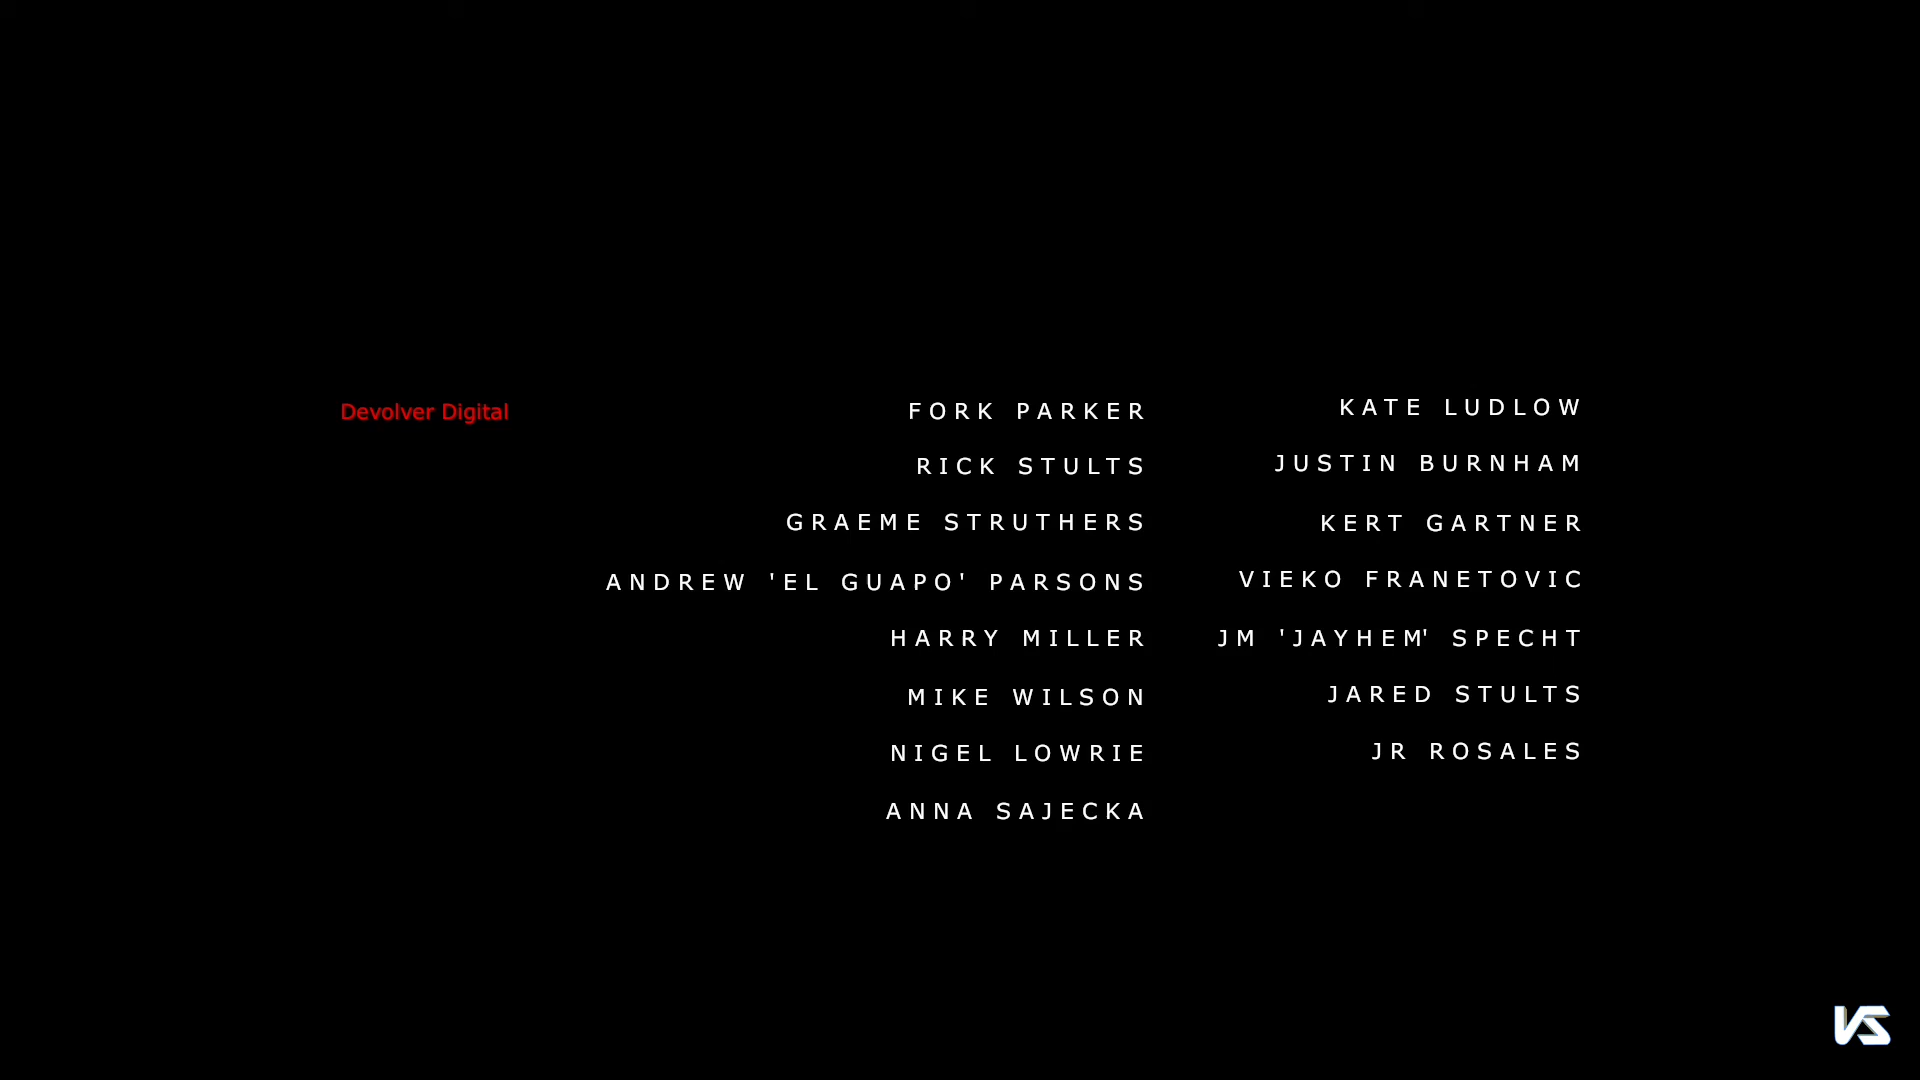 Devolver Digital
FORK PARKER
RICK STULTS
GRAEME STRUTHERS
ANDREW 'EL GUAPO' PARSONS
HARRY MILLER
MIKE WILSON
NIGEL LOWRIE
ANNA SAJECKA
KATE LUDLOW
JUSTIN BURNHAM
KERT GARTNER
VIEKO FRANETOVIC
JM 'JAYHEM' SPECHT
JARED STULTS
JR ROSALES
VS